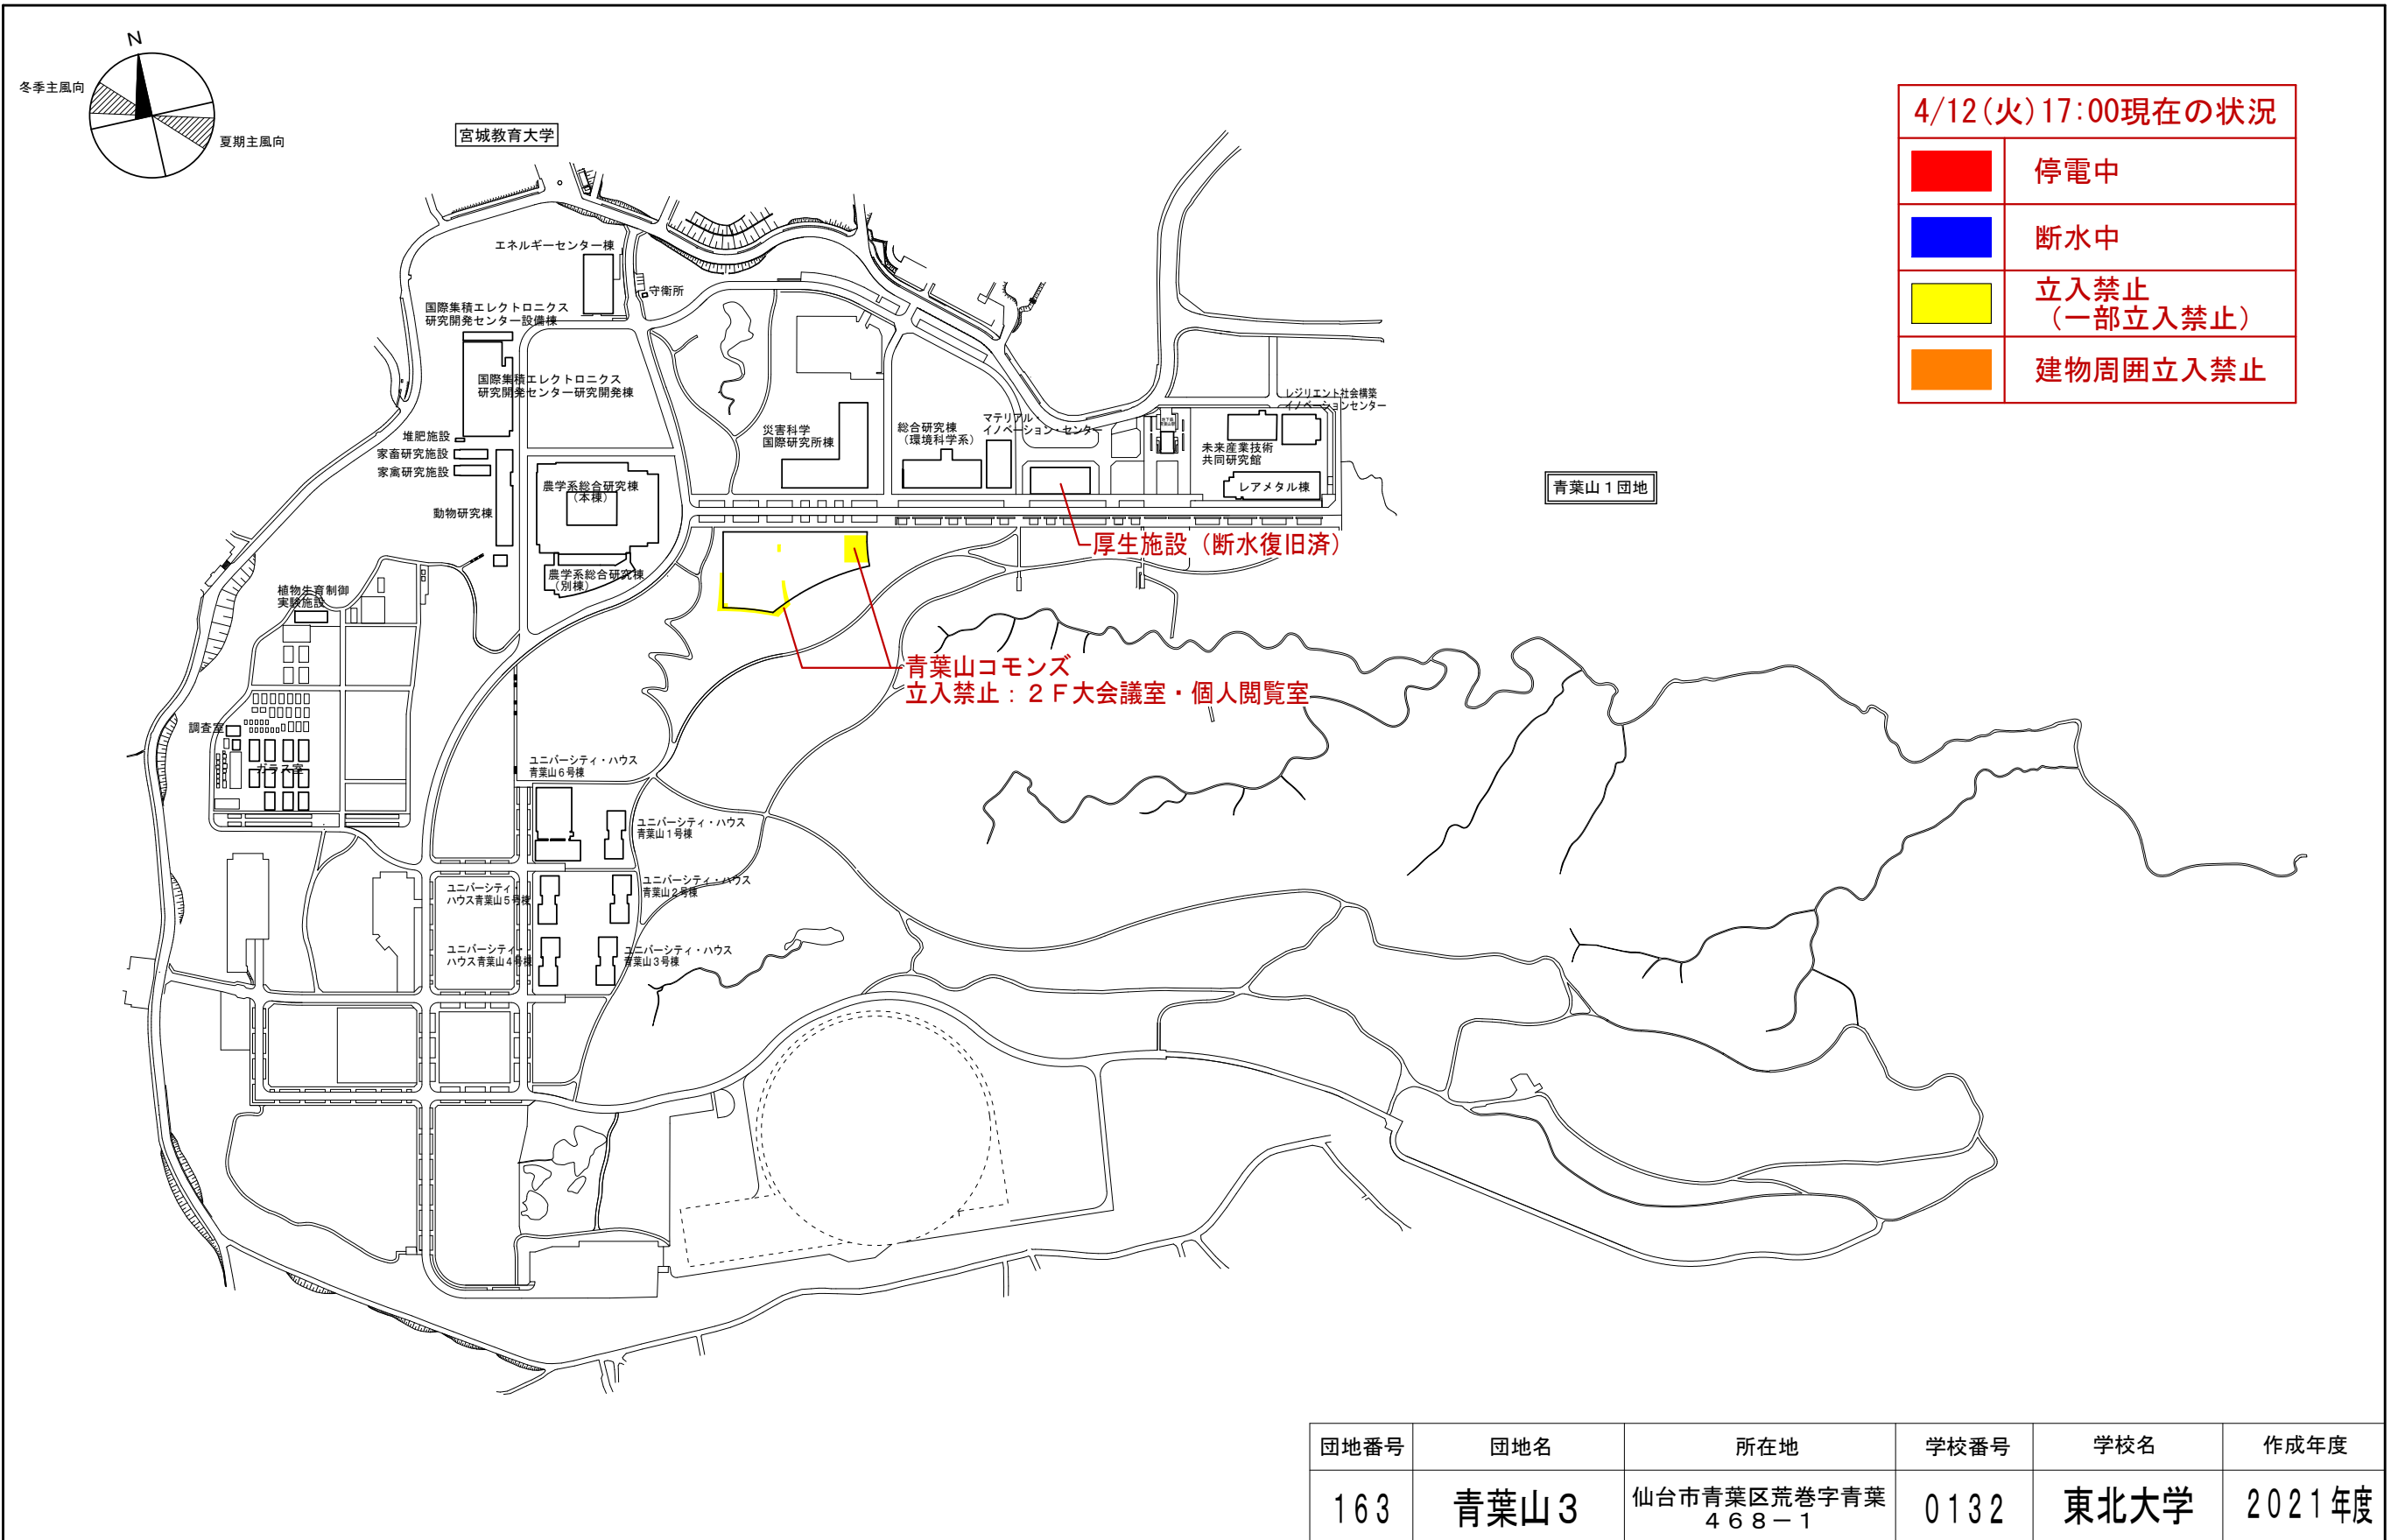 N
冬季主風向
夏期主風向
宮城教育大学
4/12(火)17:00現在の状況
停電中
断水中
立入禁止
（一部立入禁止）
建物周囲立入禁止
エネルギーセンター棟
守衛所
国際集積エレクトロニクス
研究開発センター設備棟
国際集積エレクトロニクス
研究開発センター研究開発棟
堆肥施設
家畜研究施設
家禽研究施設
動物研究棟
農学系総合研究棟
（本棟）
農学系総合研究棟
（別棟）
災害科学
国際研究所棟
総合研究棟
（環境科学系）
マテリアル・
イノベーション・センター
レジリエント社会構築
イノベーションセンター
未来産業技術
共同研究館
レアメタル棟
青葉山１団地
厚生施設（断水復旧済）
植物生育制御
実験施設
青葉山コモンズ
立入禁止：２Ｆ大会議室・個人閲覧室
調査室
ガラス室
ユニバーシティ・ハウス
青葉山６号棟
ユニバーシティ・ハウス
青葉山１号棟
ユニバーシティ・
ハウス青葉山５号棟
ユニバーシティ・ハウス
青葉山２号棟
ユニバーシティ・
ハウス青葉山４号棟
ユニバーシティ・ハウス
青葉山３号棟
団地番号 団地名 所在地 学校番号 学校名 作成年度
163 青葉山３ 仙台市青葉区荒巻字青葉 0132 東北大学 2021年度
４６８－１